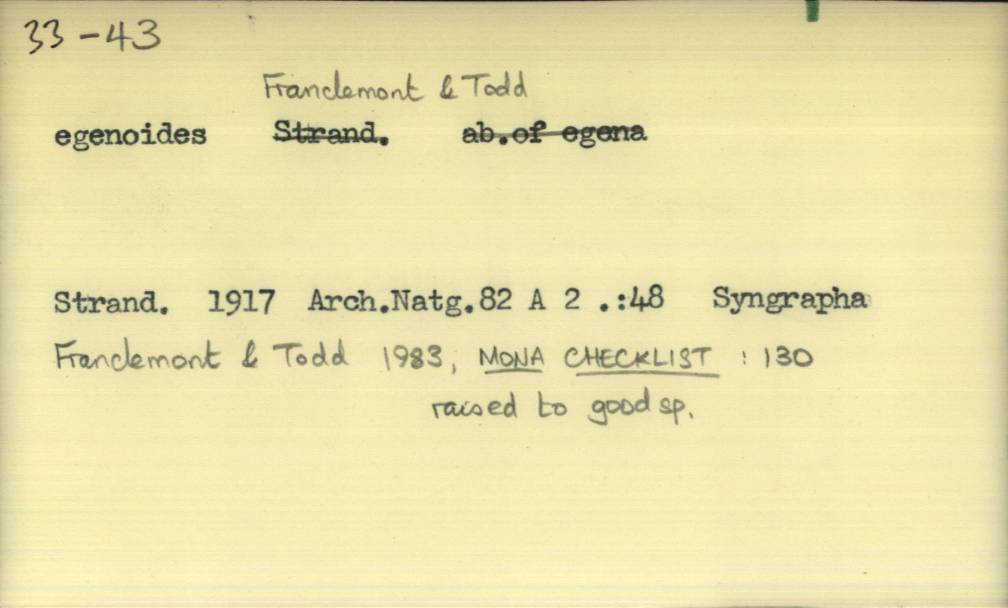 33-43
Franclemont & Todd
egenoides Strand. ab.of egena
Strand. 1917 Arch.Natg.82 A 2 .:48 Syngrapha
Franclemont & Todd 1983, MONA CHECKLIST : 130
raised to good sp.